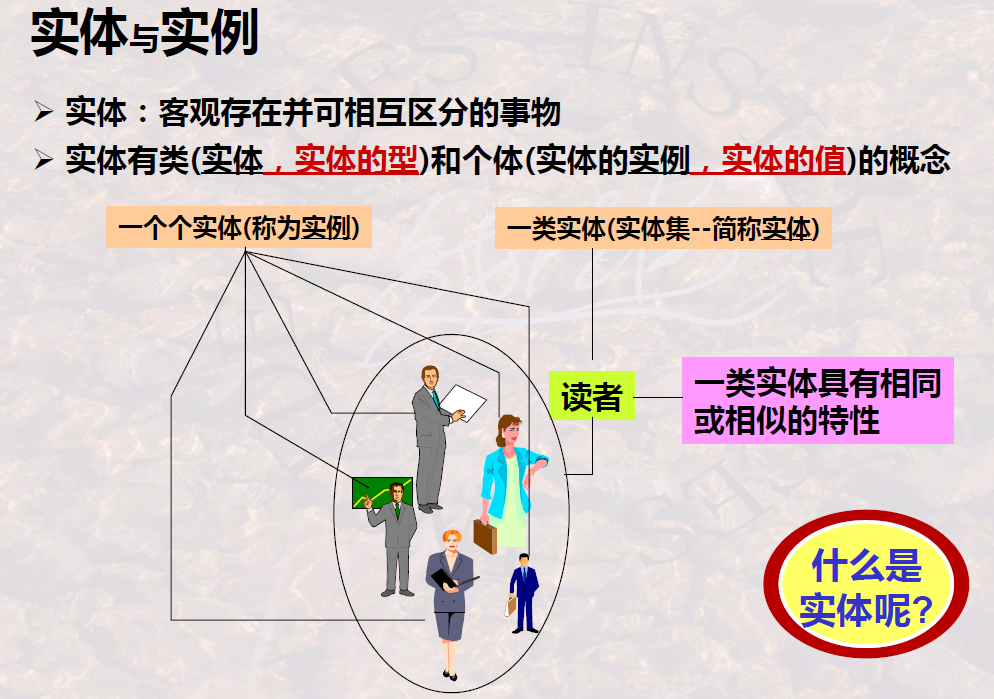 实体与实例
实体：客观存在并可相互区分的事物
实体有类(实体，实体的型)和个体(实体的实例，实体的值)的概念
一个个实体(称为实例)
一类实体(实体集--简称实体)
读者
一类实体具有相同
或相似的特性
什么是
实体呢?